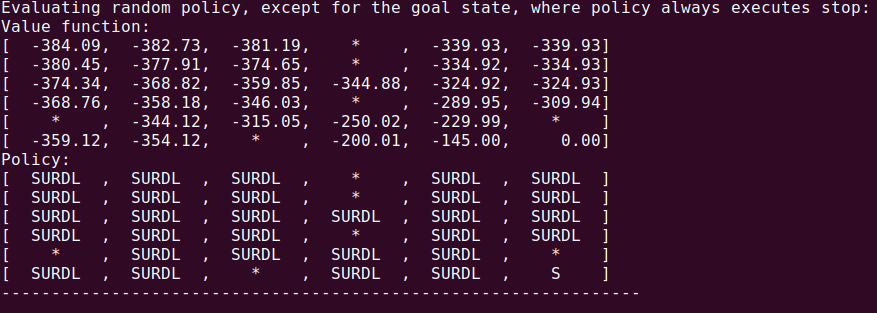 Evaluating random policy, except for the goal state, where policy always executes stop:
Value function:
[  -384.09,  -382.73,  -381.19,    *    ,  -339.93,  -339.93]
[  -380.45,  -377.91,  -374.65,    *    ,  -334.92,  -334.93]
[  -374.34,  -368.82,  -359.85,  -344.88,  -324.92,  -324.93]
[  -368.76,  -358.18,  -346.03,    *    ,  -289.95,  -309.94]
[    *    ,  -344.12,  -315.05,  -250.02,  -229.99,    *   ]
[  -359.12,  -354.12,    *    ,  -200.01,  -145.00,     0.00]
Policy:
[  SURDL  ,  SURDL  ,  SURDL  ,    *    ,  SURDL  ,  SURDL  ]
[  SURDL  ,  SURDL  ,  SURDL  ,    *    ,  SURDL  ,  SURDL  ]
[  SURDL  ,  SURDL  ,  SURDL  ,  SURDL  ,  SURDL  ,  SURDL  ]
[  SURDL  ,  SURDL  ,  SURDL  ,    *    ,  SURDL  ,  SURDL  ]
[    *    ,  SURDL  ,  SURDL  ,  SURDL  ,  SURDL  ,    *    ]
[  SURDL  ,  SURDL  ,    *    ,  SURDL  ,  SURDL  ,    S    ]
----------------------------------------------------------------